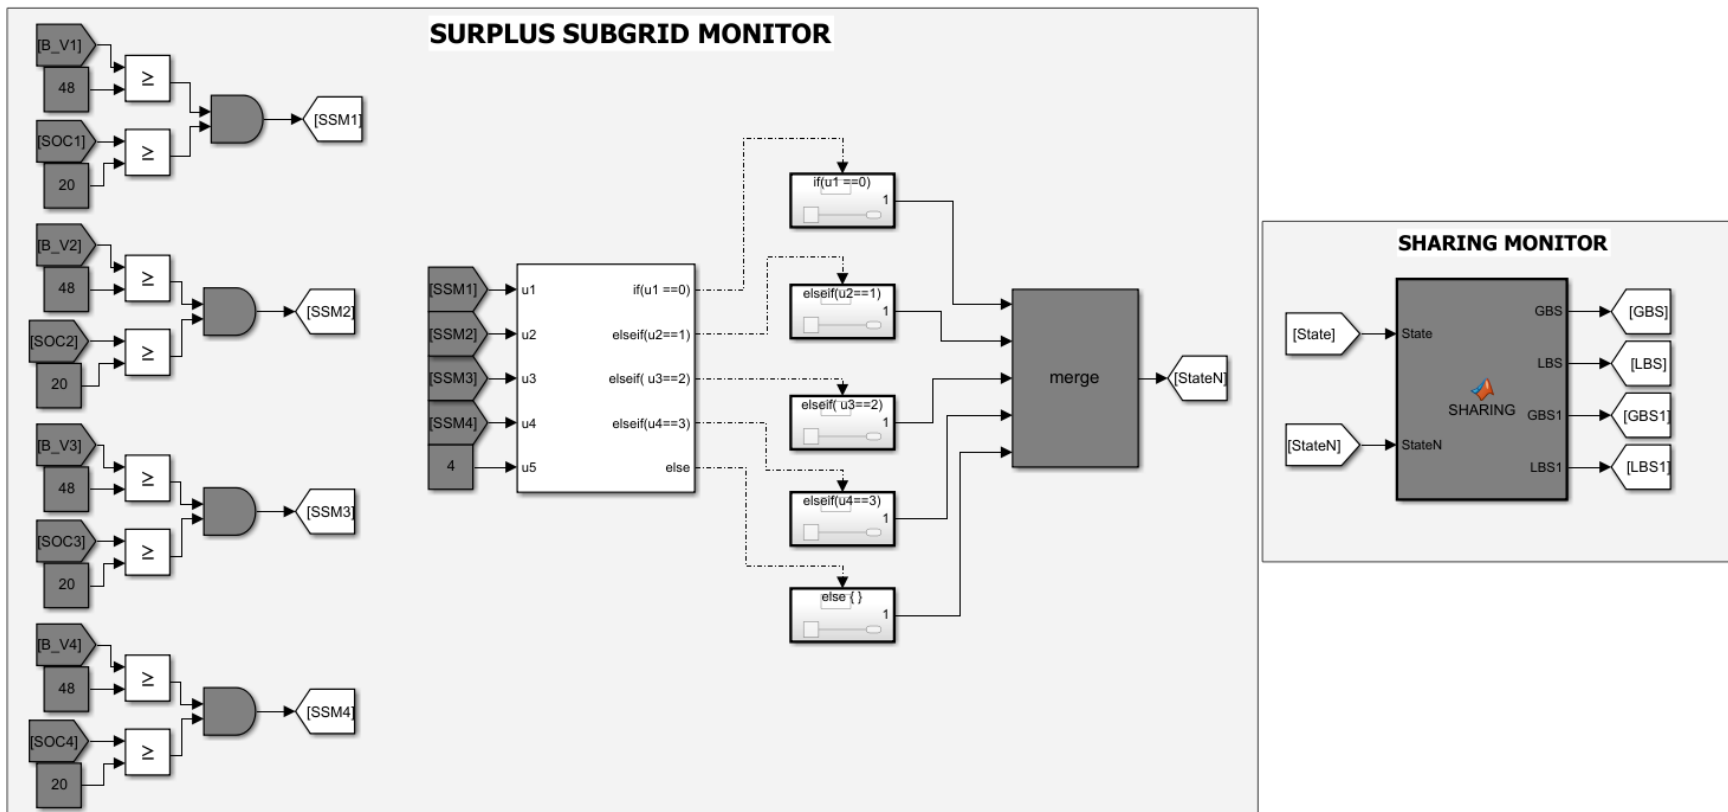 SURPLUS SUBGRID MONITOR
[B_V1]
48
≥
[SOC1]
20
≥
[SSM1]
[B_V2]
48
≥
[SOC2]
20
≥
[SSM2]
[B_V3]
48
≥
[SOC3]
20
≥
[SSM3]
[B_V4]
48
≥
[SOC4]
20
≥
[SSM4]
[SSM1]
[SSM2]
[SSM3]
[SSM4]
4
u1
u2
u3
u4
u5
if(u1 ==0)
elseif(u2==1)
elseif( u3==2)
elseif(u4==3)
else
if(u1 ==0)
1
elseif(u2==1)
1
elseif( u3==2)
1
elseif(u4==3)
1
else { }
1
merge
[StateN]
SHARING MONITOR
[State]
[StateN]
State
StateN
SHARING
GBS
LBS
GBS1
LBS1
[GBS]
[LBS]
[GBS1]
[LBS1]